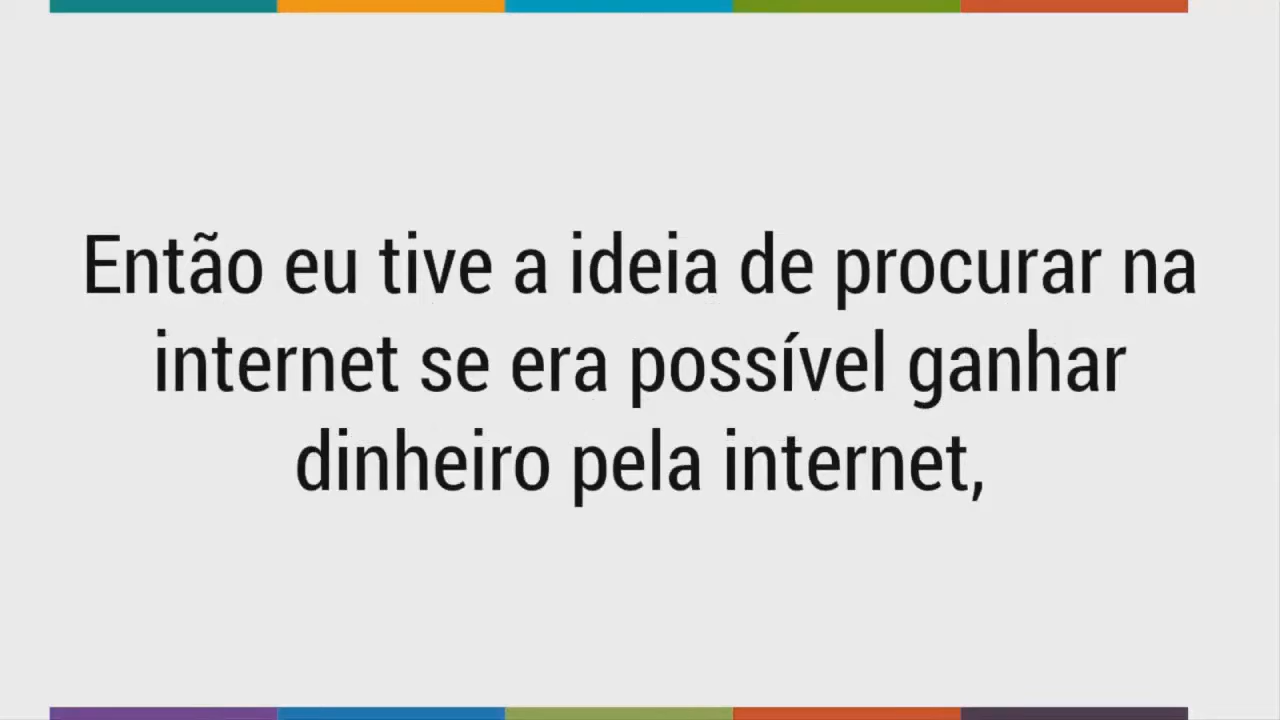 Então eu tive a ideia de procurar na
internet se era possível ganhar
dinheiro pela internet,